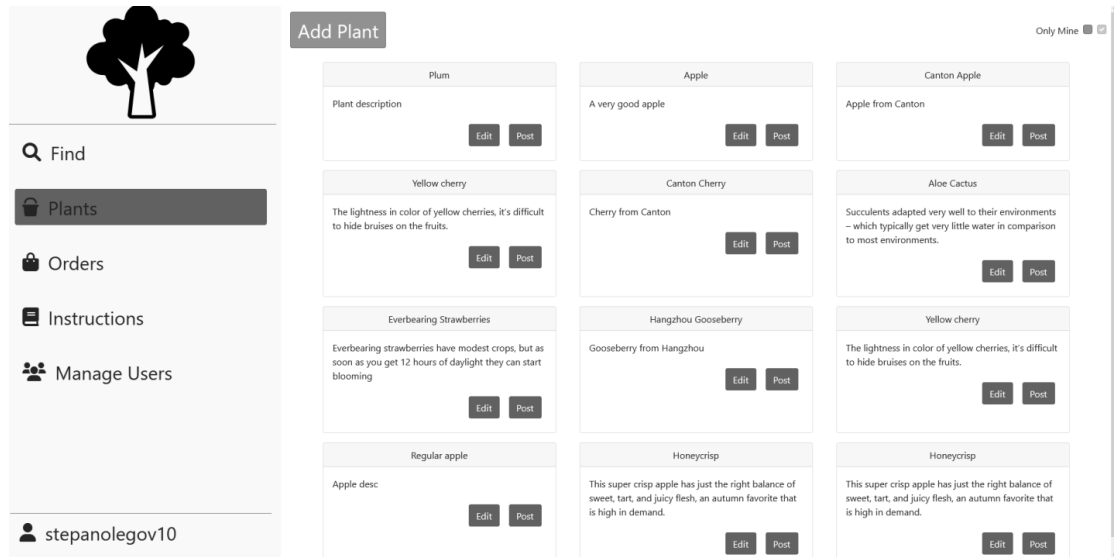 Add Plant
Only Mine
Find
Plants
Orders
Instructions
Manage Users
stepanolegov10
Plum
Plant description
Edit Post
Apple
A very good apple
Edit Post
Canton Apple
Apple from Canton
Edit Post
Yellow cherry
The lightness in color of yellow cherries, it's difficult
to hide bruises on the fruits.
Edit Post
Canton Cherry
Cherry from Canton
Edit Post
Aloe Cactus
Succulents adapted very well to their environments
– which typically get very little water in comparison
to most environments.
Edit Post
Everbearing Strawberries
Everbearing strawberries have modest crops, but as
soon as you get 12 hours of daylight they can start
blooming
Edit Post
Hangzhou Gooseberry
Gooseberry from Hangzhou
Edit Post
Yellow cherry
The lightness in color of yellow cherries, it's difficult
to hide bruises on the fruits.
Edit Post
Regular apple
Apple desc
Edit Post
Honeycrisp
This super crisp apple has just the right balance of
sweet, tart, and juicy flesh, an autumn favorite that
is high in demand.
Edit Post
Honeycrisp
This super crisp apple has just the right balance of
sweet, tart, and juicy flesh, an autumn favorite that
is high in demand.
Edit Post